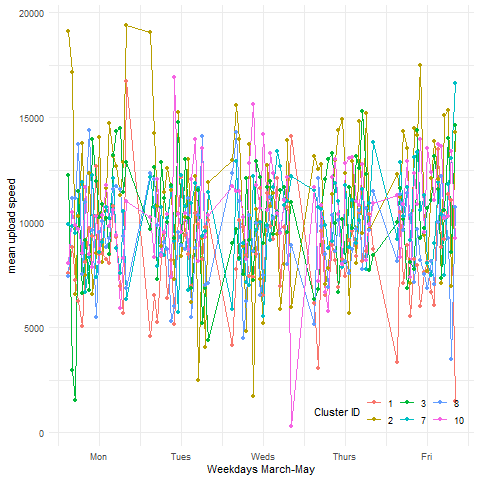 20000
15000
10000
5000
0
mean upload speed
Mon Tues Weds Thurs Fri
Weekdays March-May
Cluster ID
1 3 8
2 7 10